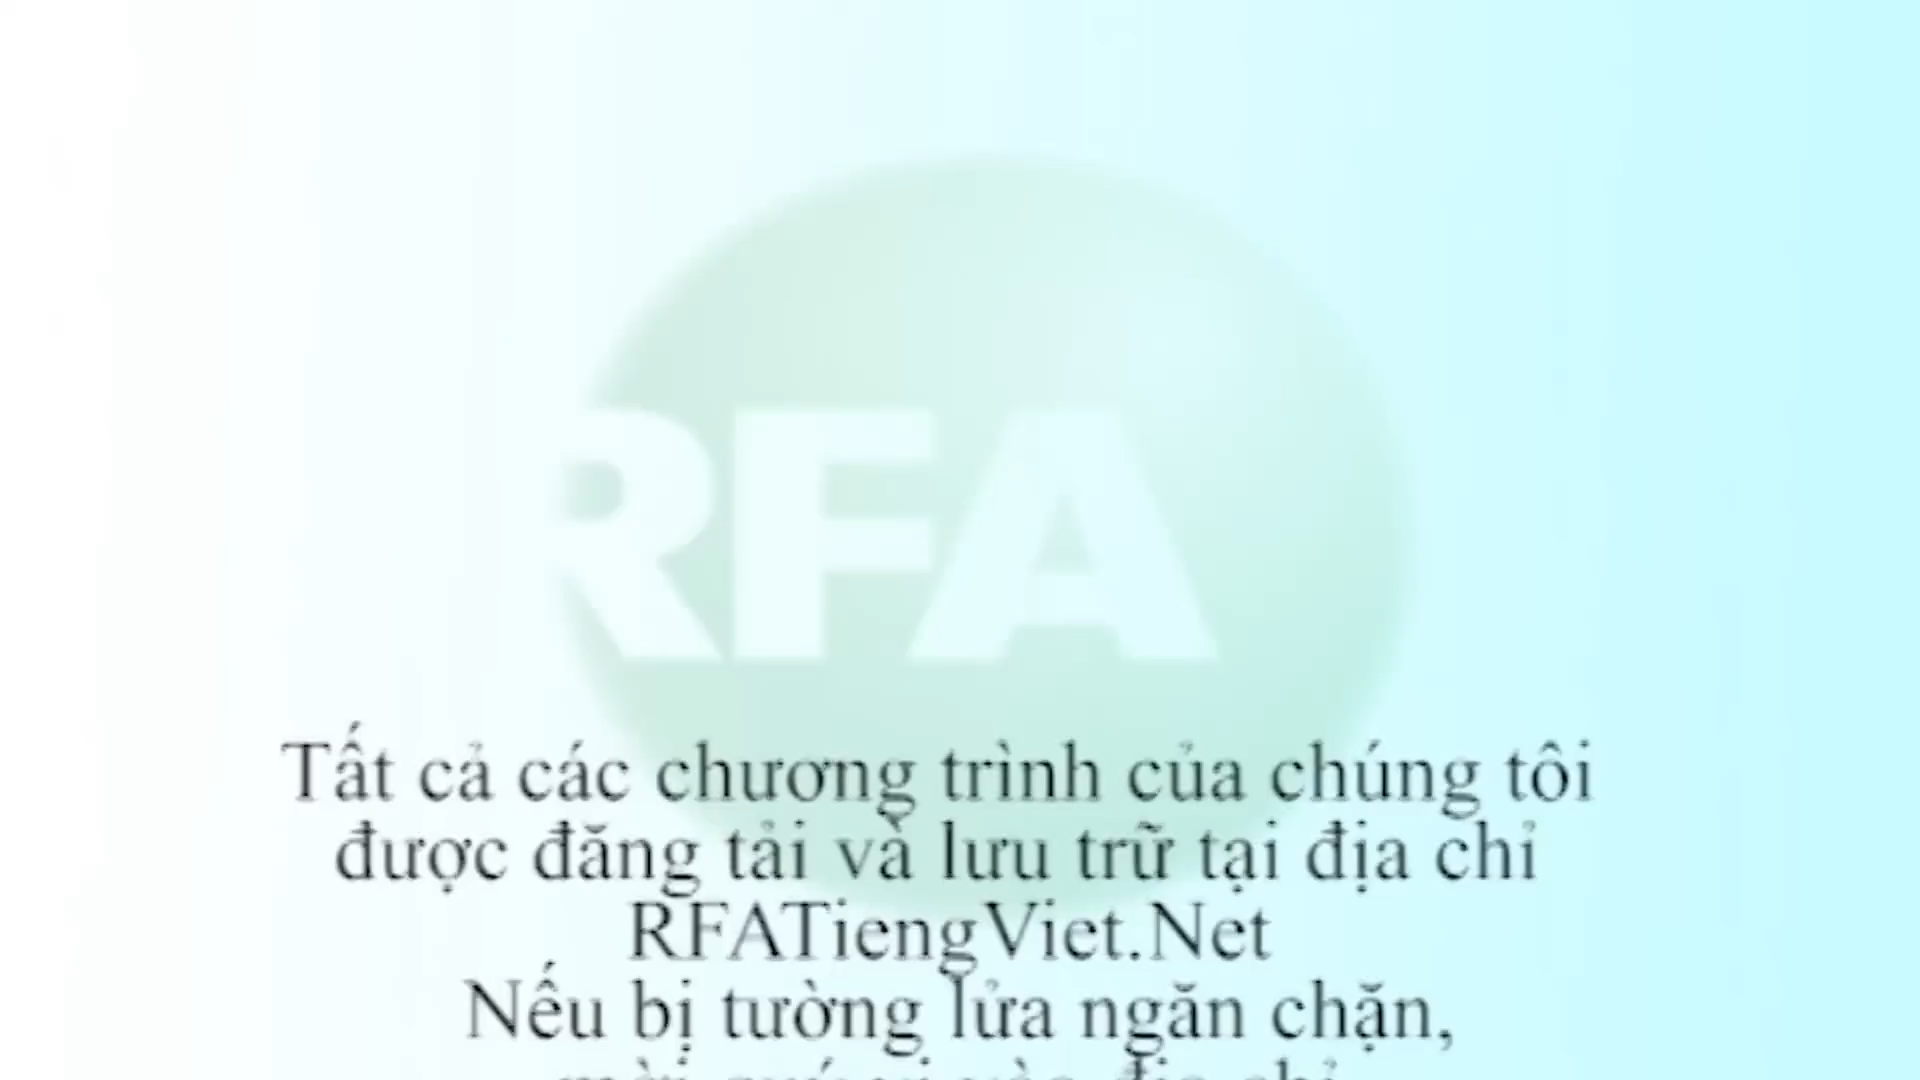 RFA
Tất cả các chương trình của chúng tôi
được đăng tải và lưu trữ tại địa chỉ
RFATiengViet.Net
Nếu bị tường lửa ngăn chặn,